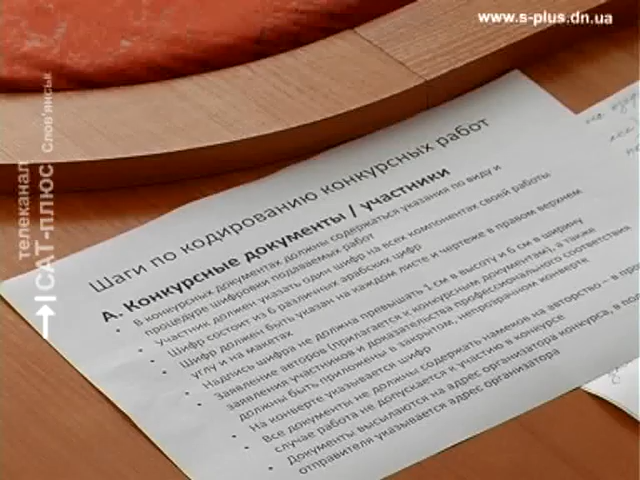 www.s-plus.dn.ua
телеканал
САТ-ПЛЮС
Слов'янськ
Шаги по кодированию конкурсных работ
А. Конкурсные документы / участники
• В конкурсных документах должны содержаться указания по виду и
процедуре шифровки подаваемых работ
• Участник должен указать один шифр на всех компонентах своей работы
• Шифр состоит из 6 различных арабских цифр
• Шифр должен быть указан на каждом листе и чертеже в правом верхнем
углу и на макетах
• Надпись шифра не должна превышать 1 см в высоту и 6 см в ширину
• Заявление авторов (прилагается к конкурсным документам), а также
заявления участников и доказательства профессионального соответствия
должны быть приложены в закрытом, непрозрачном конверте
• На конверте указывается шифр
• Все документы не должны содержать намеков на авторство – в
случае работа не допускается к участию в конкурсе
• Документы высылаются на адрес организатора конкурса, в
отправителя указывается адрес организатора